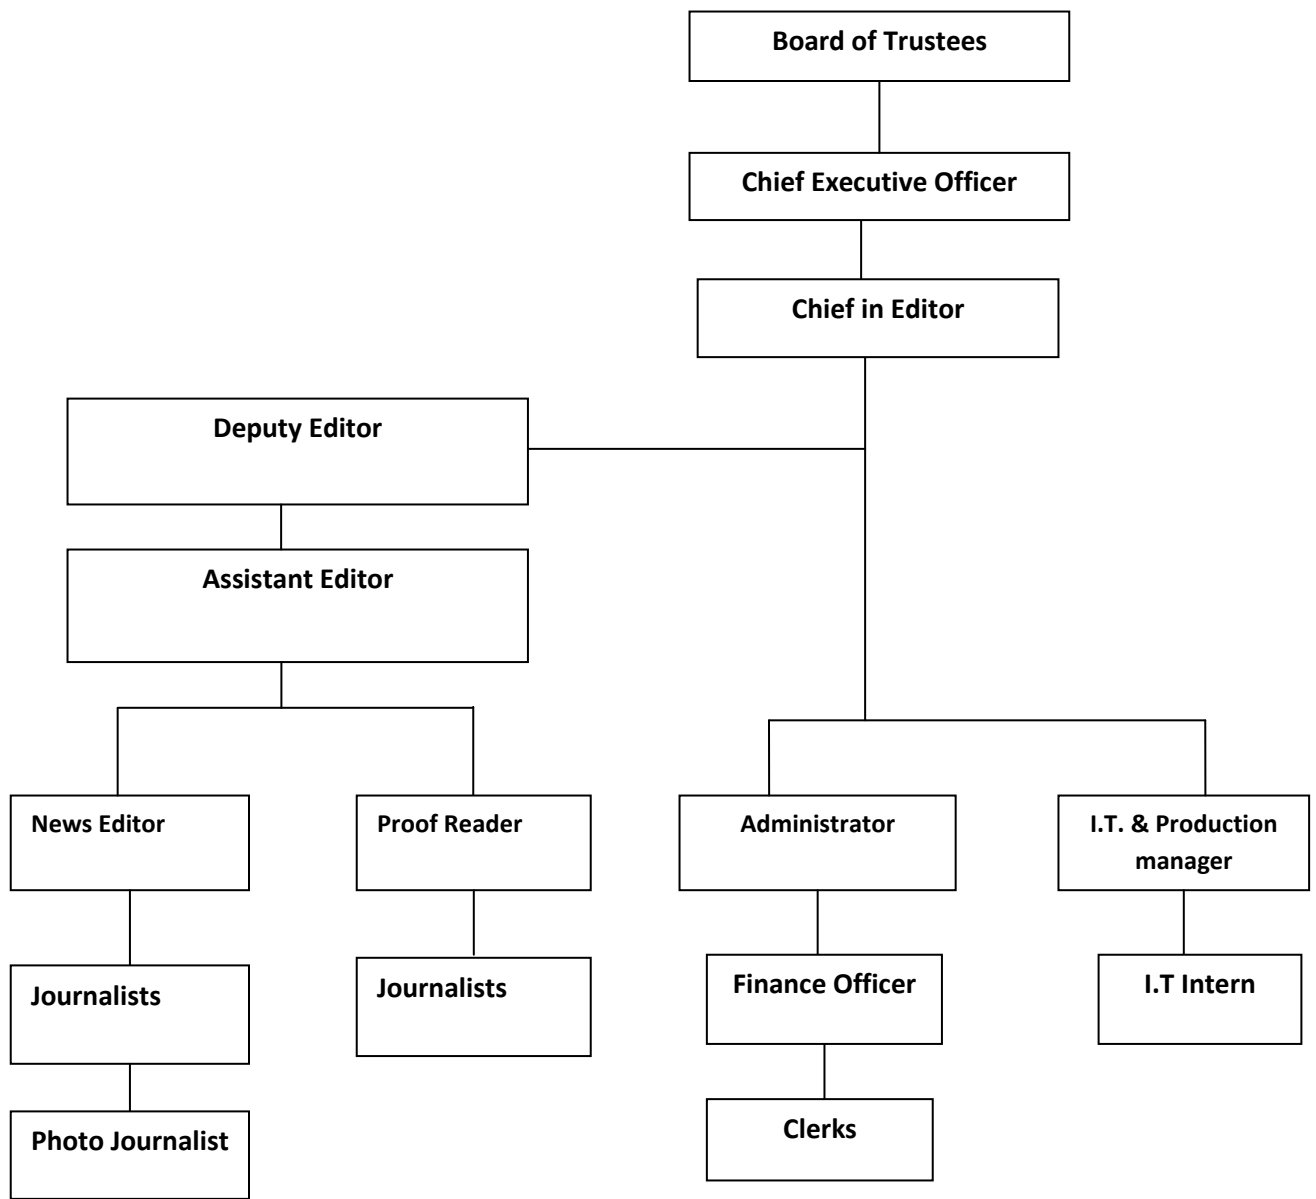 Board of Trustees
Chief Executive Officer
Chief in Editor
Deputy Editor
Assistant Editor
News Editor
Proof Reader
Administrator
I.T. & Production
manager
Journalists
Journalists
Finance Officer
I.T Intern
Photo Journalist
Clerks